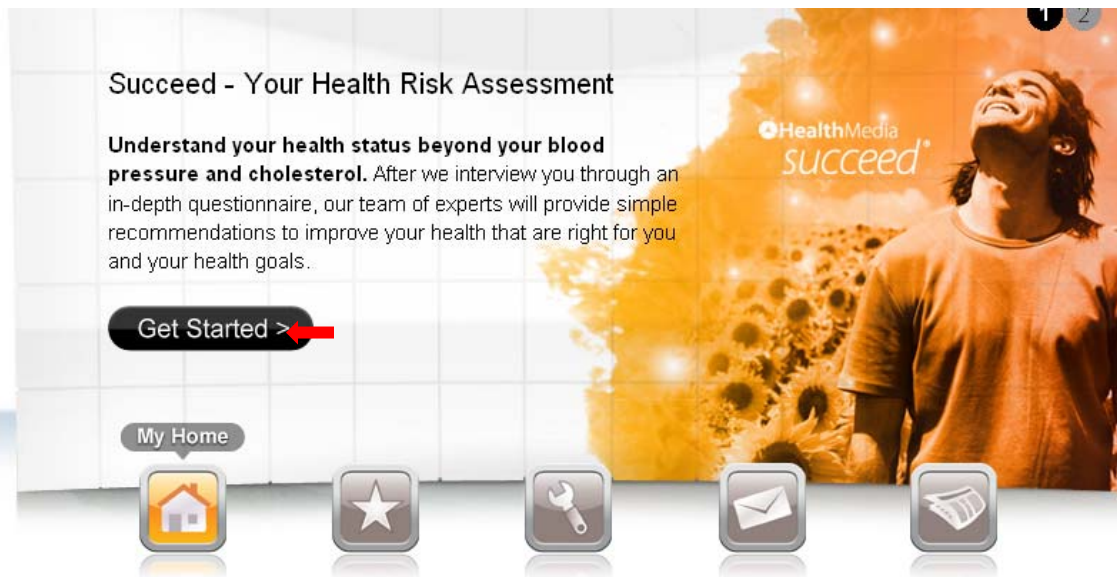 1 2
Succeed - Your Health Risk Assessment
HealthMedia
succeed®
Understand your health status beyond your blood
pressure and cholesterol. After we interview you through an
in-depth questionnaire, our team of experts will provide simple
recommendations to improve your health that are right for you
and your health goals.
Get Started >
My Home